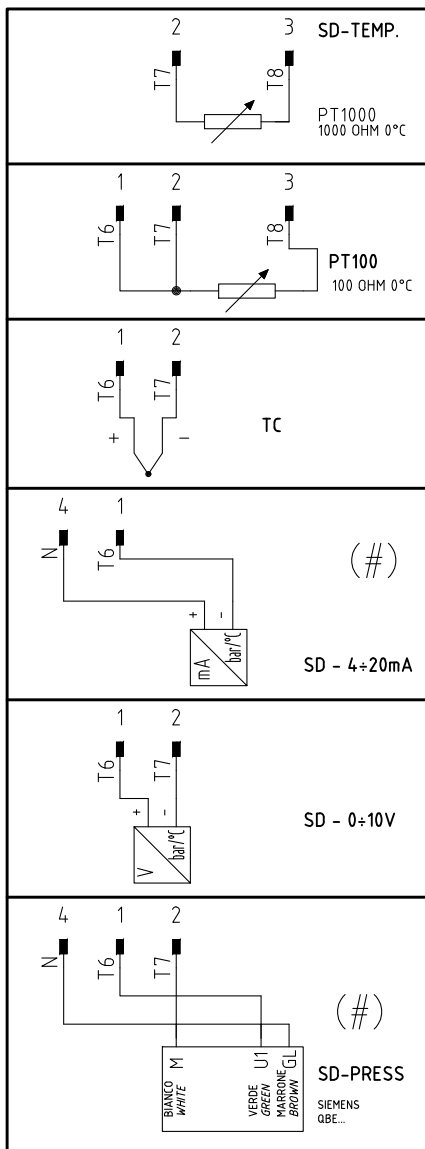 2 3 SD-TEMP.
T7 T8
PT1000
1000 OHM 0°C
1 2 3
T6 T7 T8
PT100
100 OHM 0°C
1 2
T6 T7
+ -
TC
4 1
N T6
(#)
+ -
mA bar/°C
SD - 4÷20mA
1 2
T6 T7
+ -
V bar/°C
SD - 0÷10V
4 1 2
N T6 T7
(#)
M U1 GL
BIANCO VERDE MARRONE
WHITE GREEN BROWN
SD-PRESS
SIEMENS
QBE...